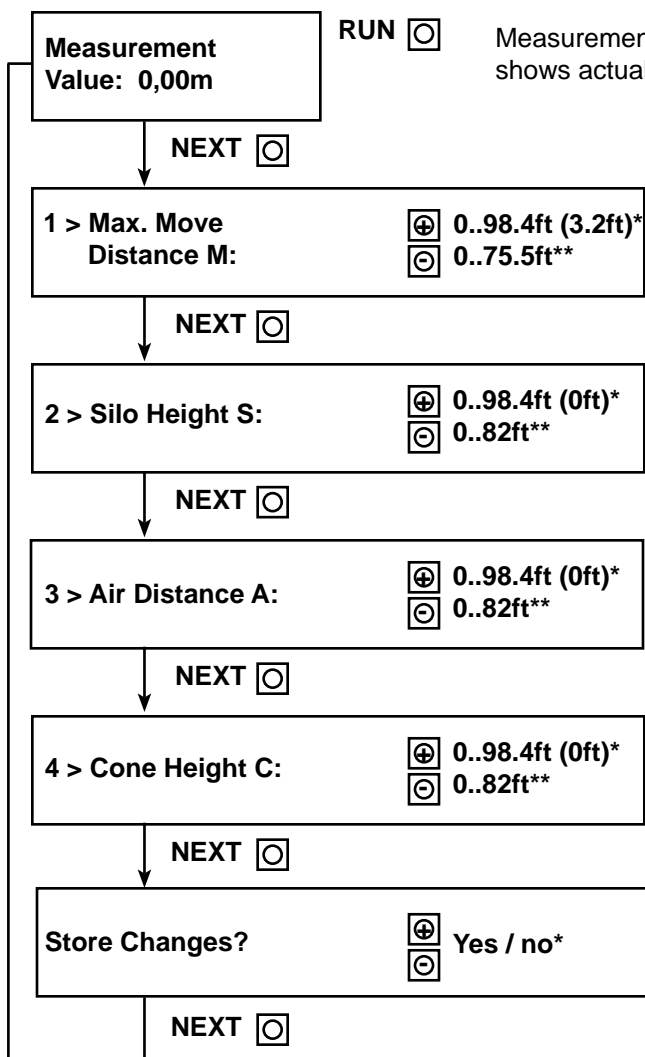 Measurement
Value: 0,00m
RUN
Measuremen
shows actual
NEXT
1 > Max. Move
Distance M:
0..98.4ft (3.2ft)*
0..75.5ft**
NEXT
2 > Silo Height S:
0..98.4ft (0ft)*
0..82ft**
NEXT
3 > Air Distance A:
0..98.4ft (0ft)*
0..82ft**
NEXT
4 > Cone Height C:
0..98.4ft (0ft)*
0..82ft**
NEXT
Store Changes?
Yes / no*
NEXT